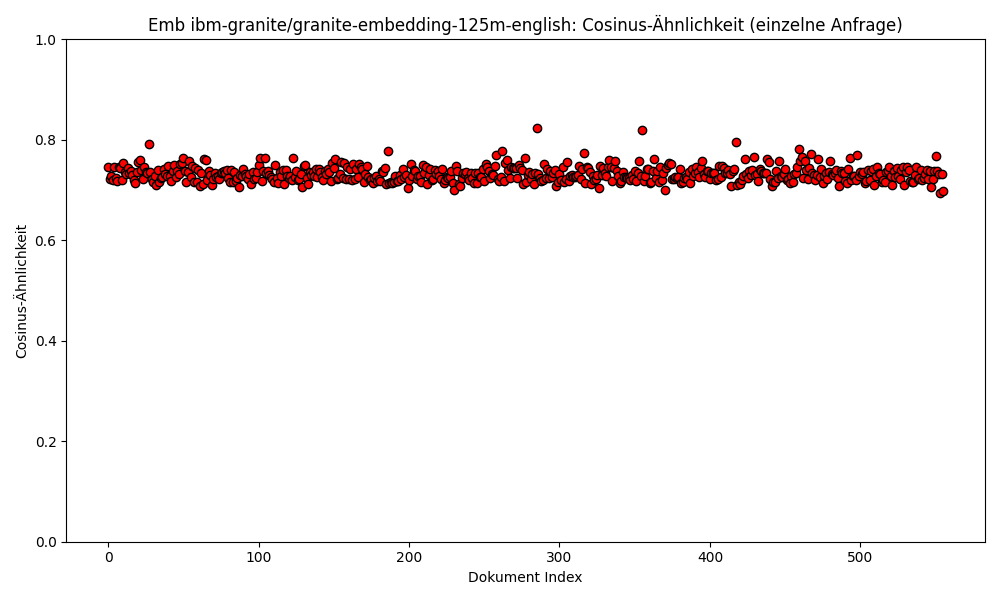 Emb ibm-granite/granite-embedding-125m-english: Cosinus-Ähnlichkeit (einzelne Anfrage)
1.0
0.8
0.6
0.4
0.2
0.0
Cosinus-Ähnlichkeit
0 100 200 300 400 500
Dokument Index